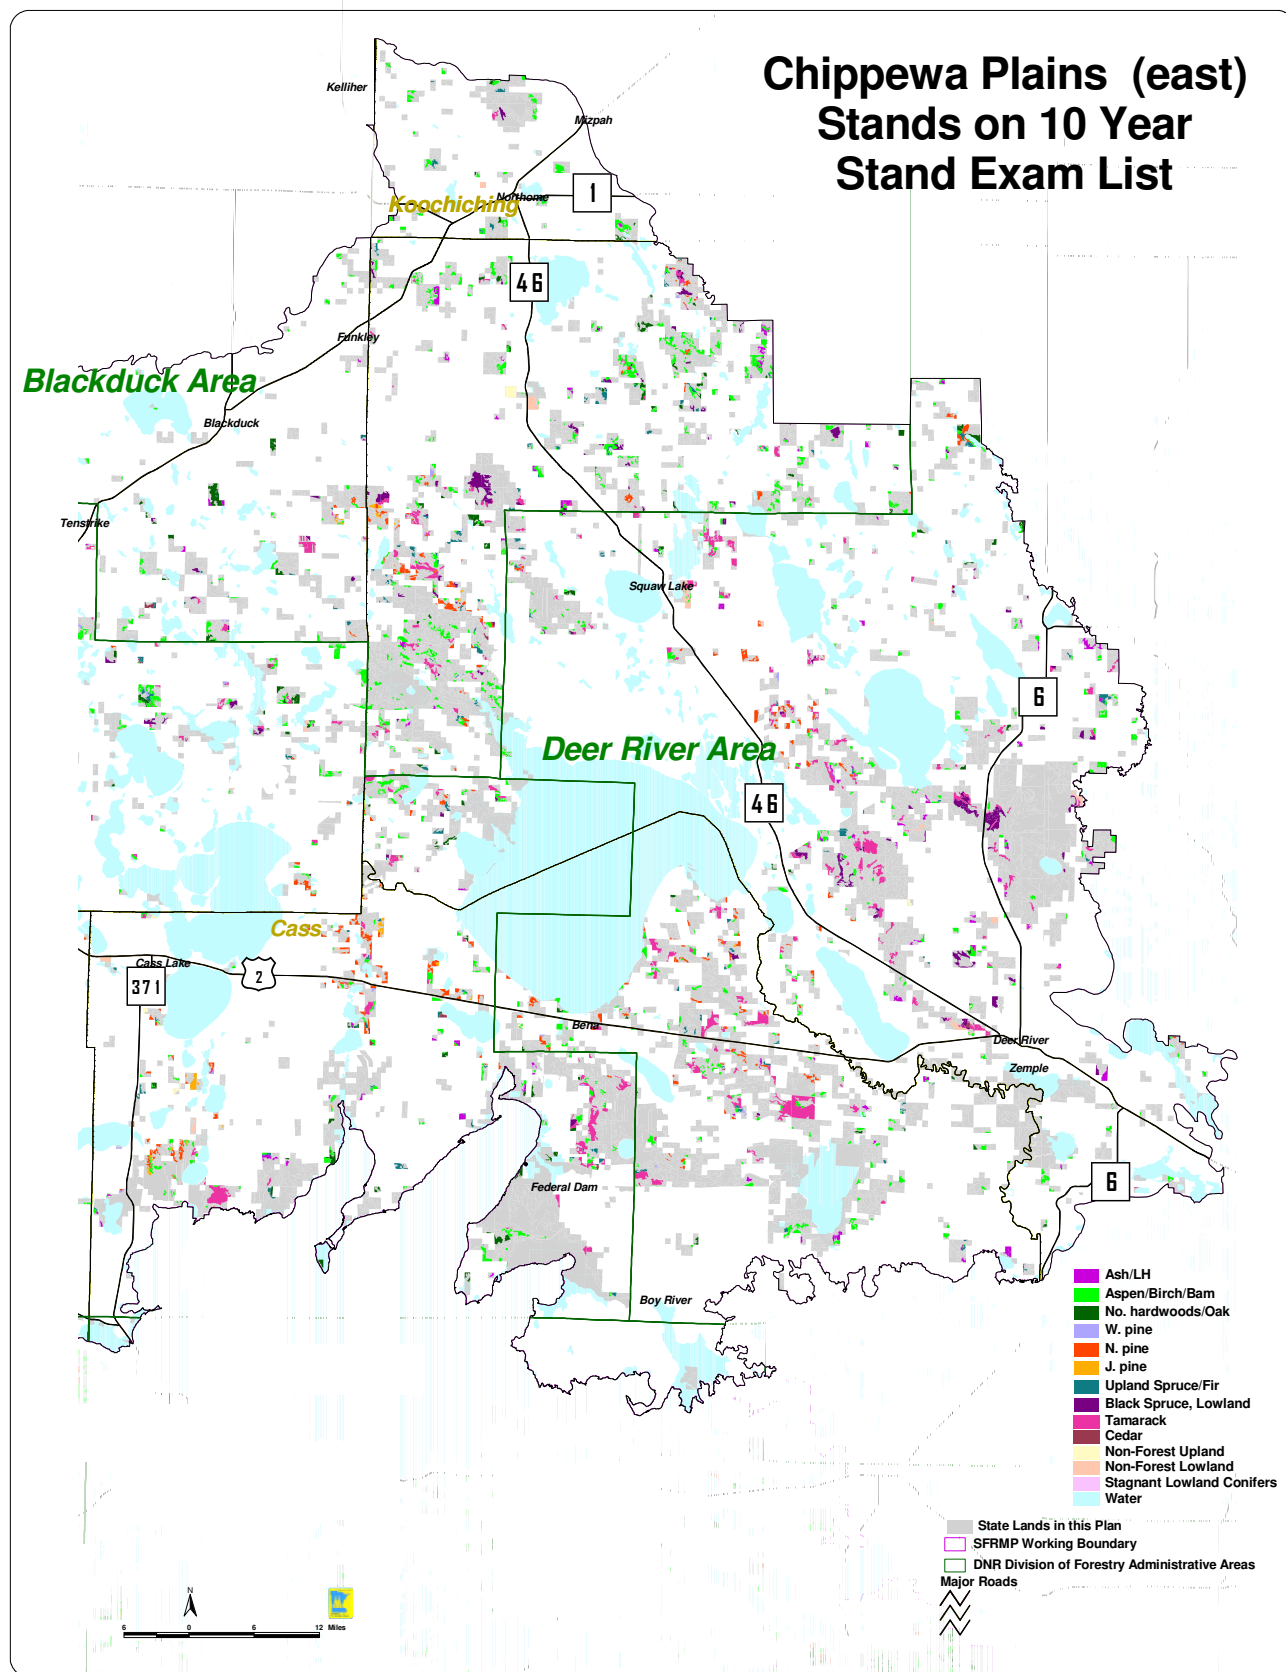 Chippewa Plains (east)
Stands on 10 Year
Stand Exam List
Kelliher
Mizpah
Northome
1
Koochiching
46
Funkley
Blackduck Area
Blackduck
Tenstrike
Squaw Lake
6
Deer River Area
46
Cass
Cass Lake
2
371
Bena
Deer River
Zemple
Federal Dam
6
Boy River
Ash/LH
Aspen/Birch/Bam
No. hardwoods/Oak
W. pine
N. pine
J. pine
Upland Spruce/Fir
Black Spruce, Lowland
Tamarack
Cedar
Non-Forest Upland
Non-Forest Lowland
Stagnant Lowland Conifers
Water
State Lands in this Plan
SFRMP Working Boundary
DNR Division of Forestry Administrative Areas
Major Roads
N
6 0 6 12 Miles